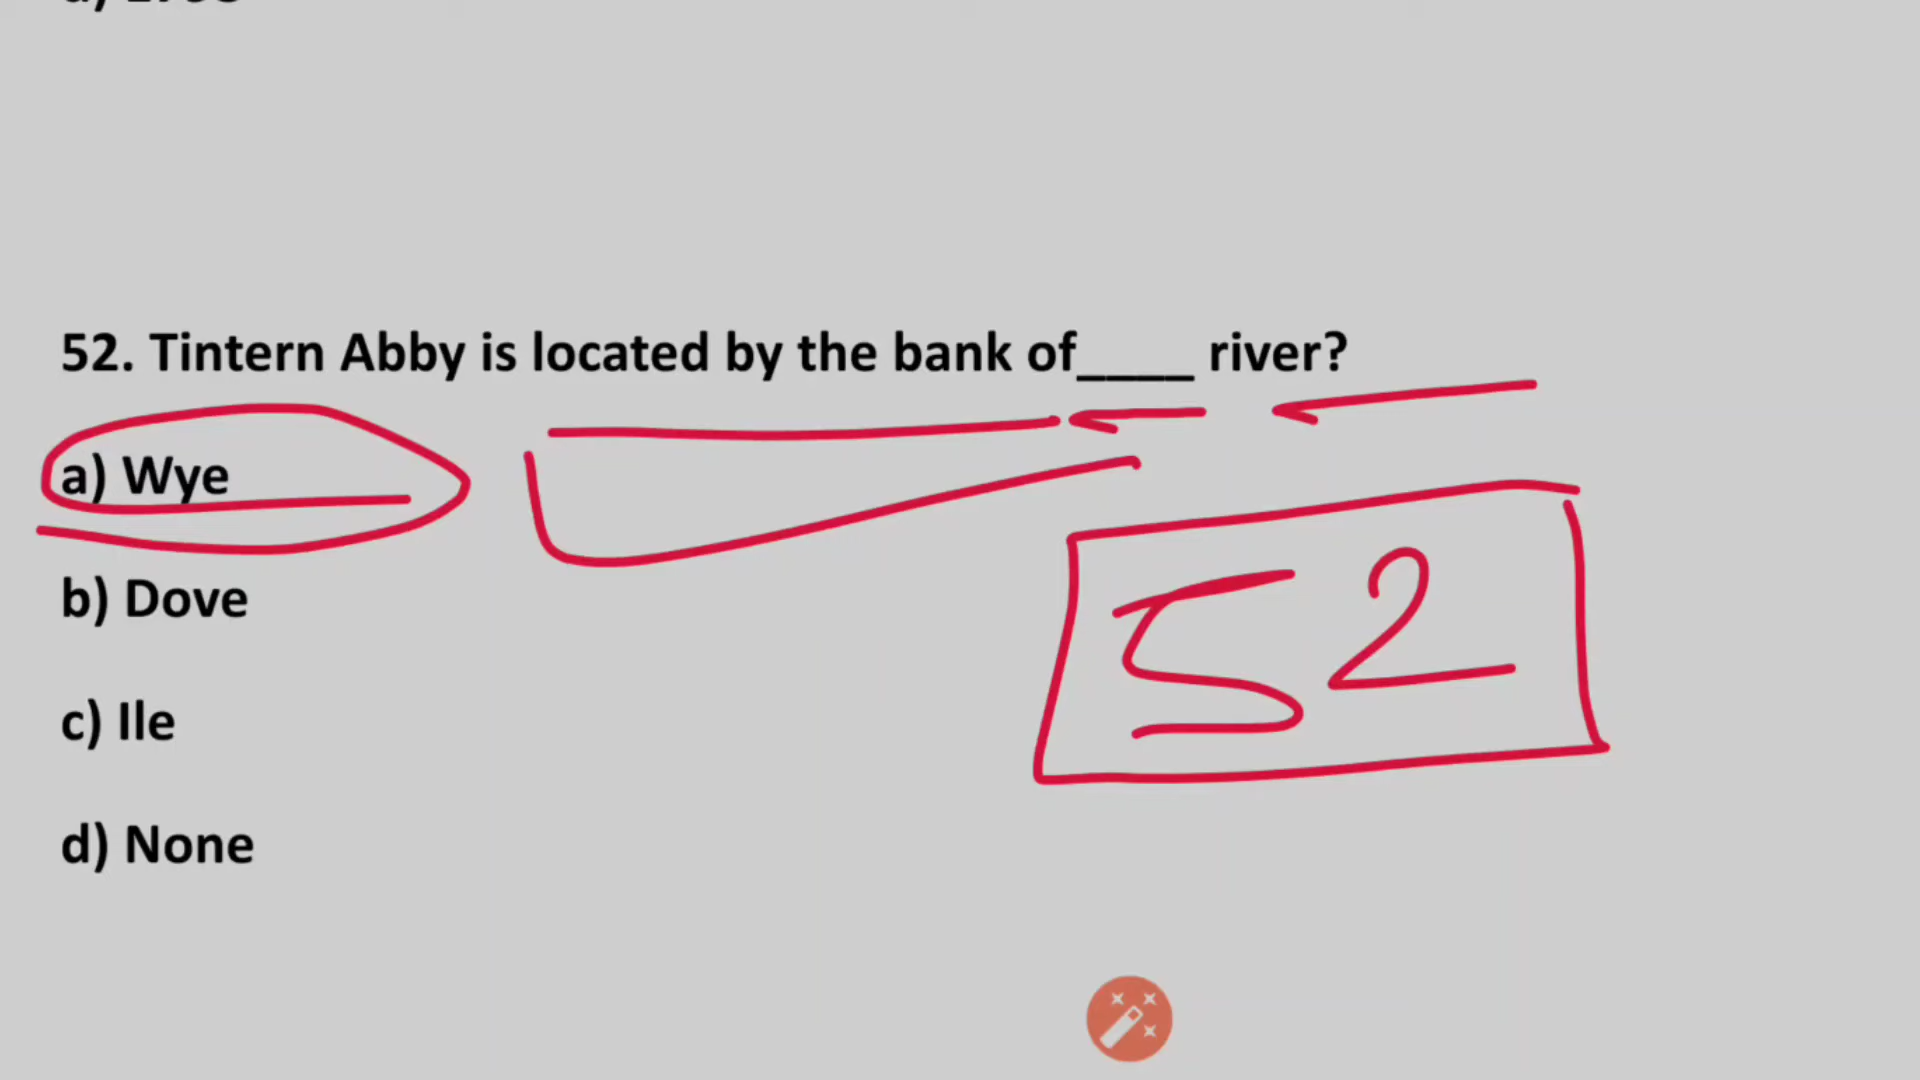 52. Tintern Abby is located by the bank of____ river?
a) Wye
52
b) Dove
c) Ile
d) None